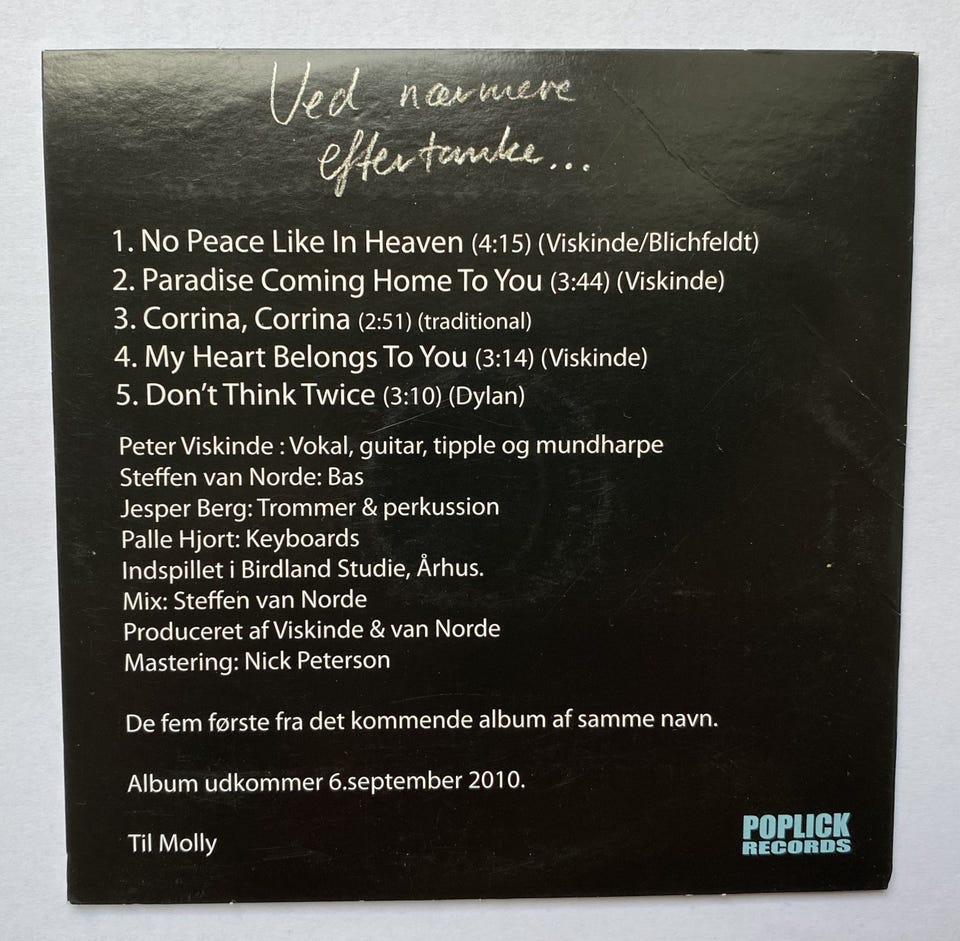 Ved nærmere
eftertanke...
1. No Peace Like In Heaven (4:15) (Viskinde/Blichfeldt)
2. Paradise Coming Home To You (3:44) (Viskinde)
3. Corrina, Corrina (2:51) (traditional)
4. My Heart Belongs To You (3:14) (Viskinde)
5. Don't Think Twice (3:10) (Dylan)
Peter Viskinde : Vokal, guitar, tipple og mundharpe
Steffen van Norde: Bas
Jesper Berg: Trommer & perkussion
Palle Hjort: Keyboards
Indspillet i Birdland Studie, Århus.
Mix: Steffen van Norde
Produceret af Viskinde & van Norde
Mastering: Nick Peterson
De fem første fra det kommende album af samme navn.
Album udkommer 6.september 2010.
Til Molly
POPLICK
RECORDS